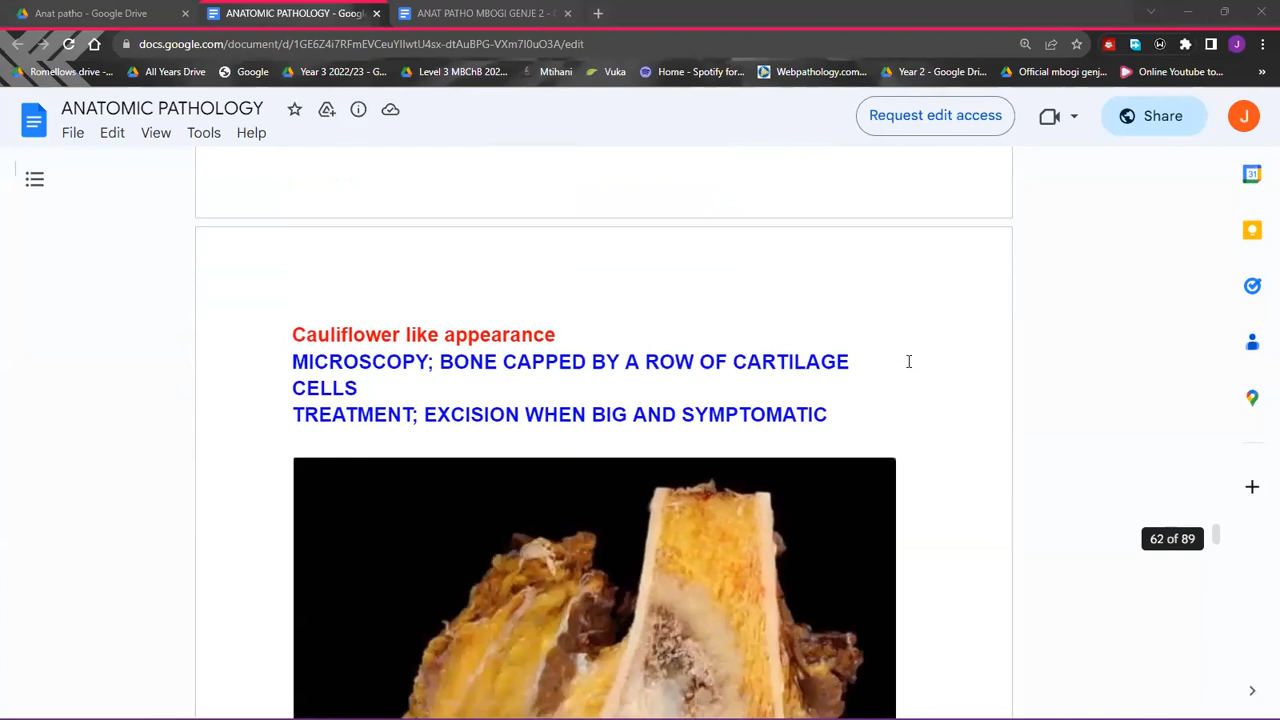 Anat patho - Google Drive
ANATOMIC PATHOLOGY - Googl
ANAT PATHO MBOGI GENJE 2 -
docs.google.com/document/d/1GE6Z4i7RFmEVCeuYIlwtU4sx-dtAuBPG-VXm7I0uO3A/edit
Romellows drive -...
All Years Drive
Google
Year 3 2022/23 - G...
Level 3 MBChB 202...
Mtihani
Vuka
Home - Spotify for...
Webpathology.com...
Year 2 - Google Dri...
Official mbogi genj...
Online Youtube to...
ANATOMIC PATHOLOGY
File Edit View Tools Help
Request edit access
Share
J
Cauliflower like appearance
MICROSCOPY; BONE CAPPED BY A ROW OF CARTILAGE
CELLS
TREATMENT; EXCISION WHEN BIG AND SYMPTOMATIC
62 of 89